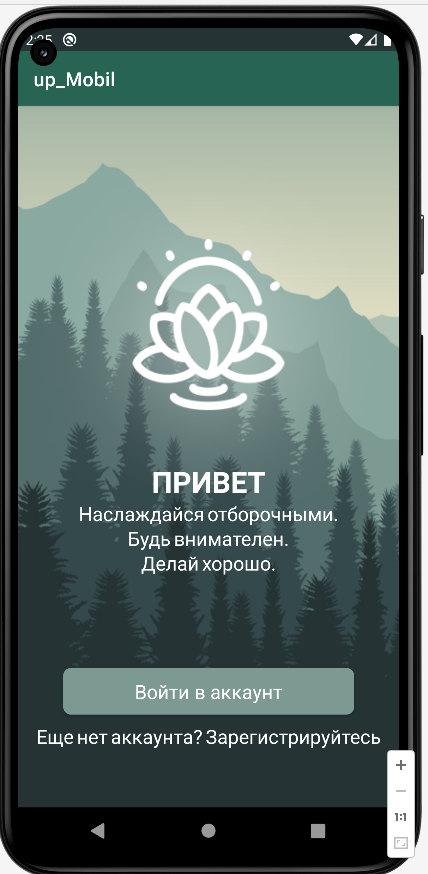 2:25
up_Mobil
ПРИВЕТ
Наслаждайся отборочными.
Будь внимателен.
Делай хорошо.
Войти в аккаунт
Еще нет аккаунта? Зарегистрируйтесь
1:1